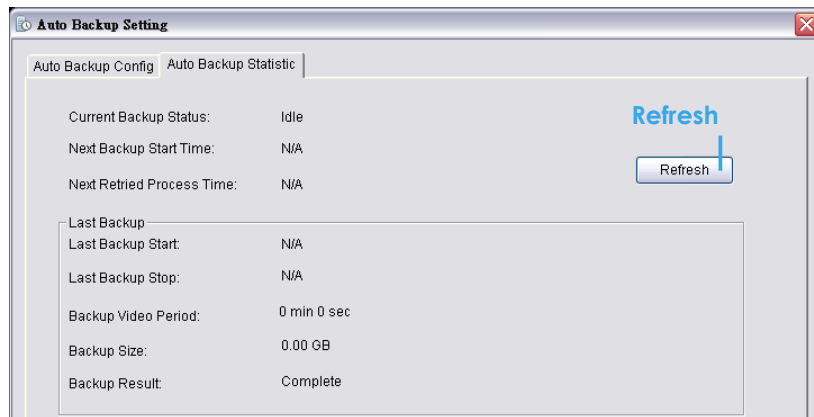 Auto Backup Setting
Auto Backup Config Auto Backup Statistic
Current Backup Status: Idle
Refresh
Next Backup Start Time: N/A
Refresh
Next Retried Process Time: N/A
Last Backup
Last Backup Start: N/A
Last Backup Stop: N/A
Backup Video Period: 0 min 0 sec
Backup Size: 0.00 GB
Backup Result: Complete